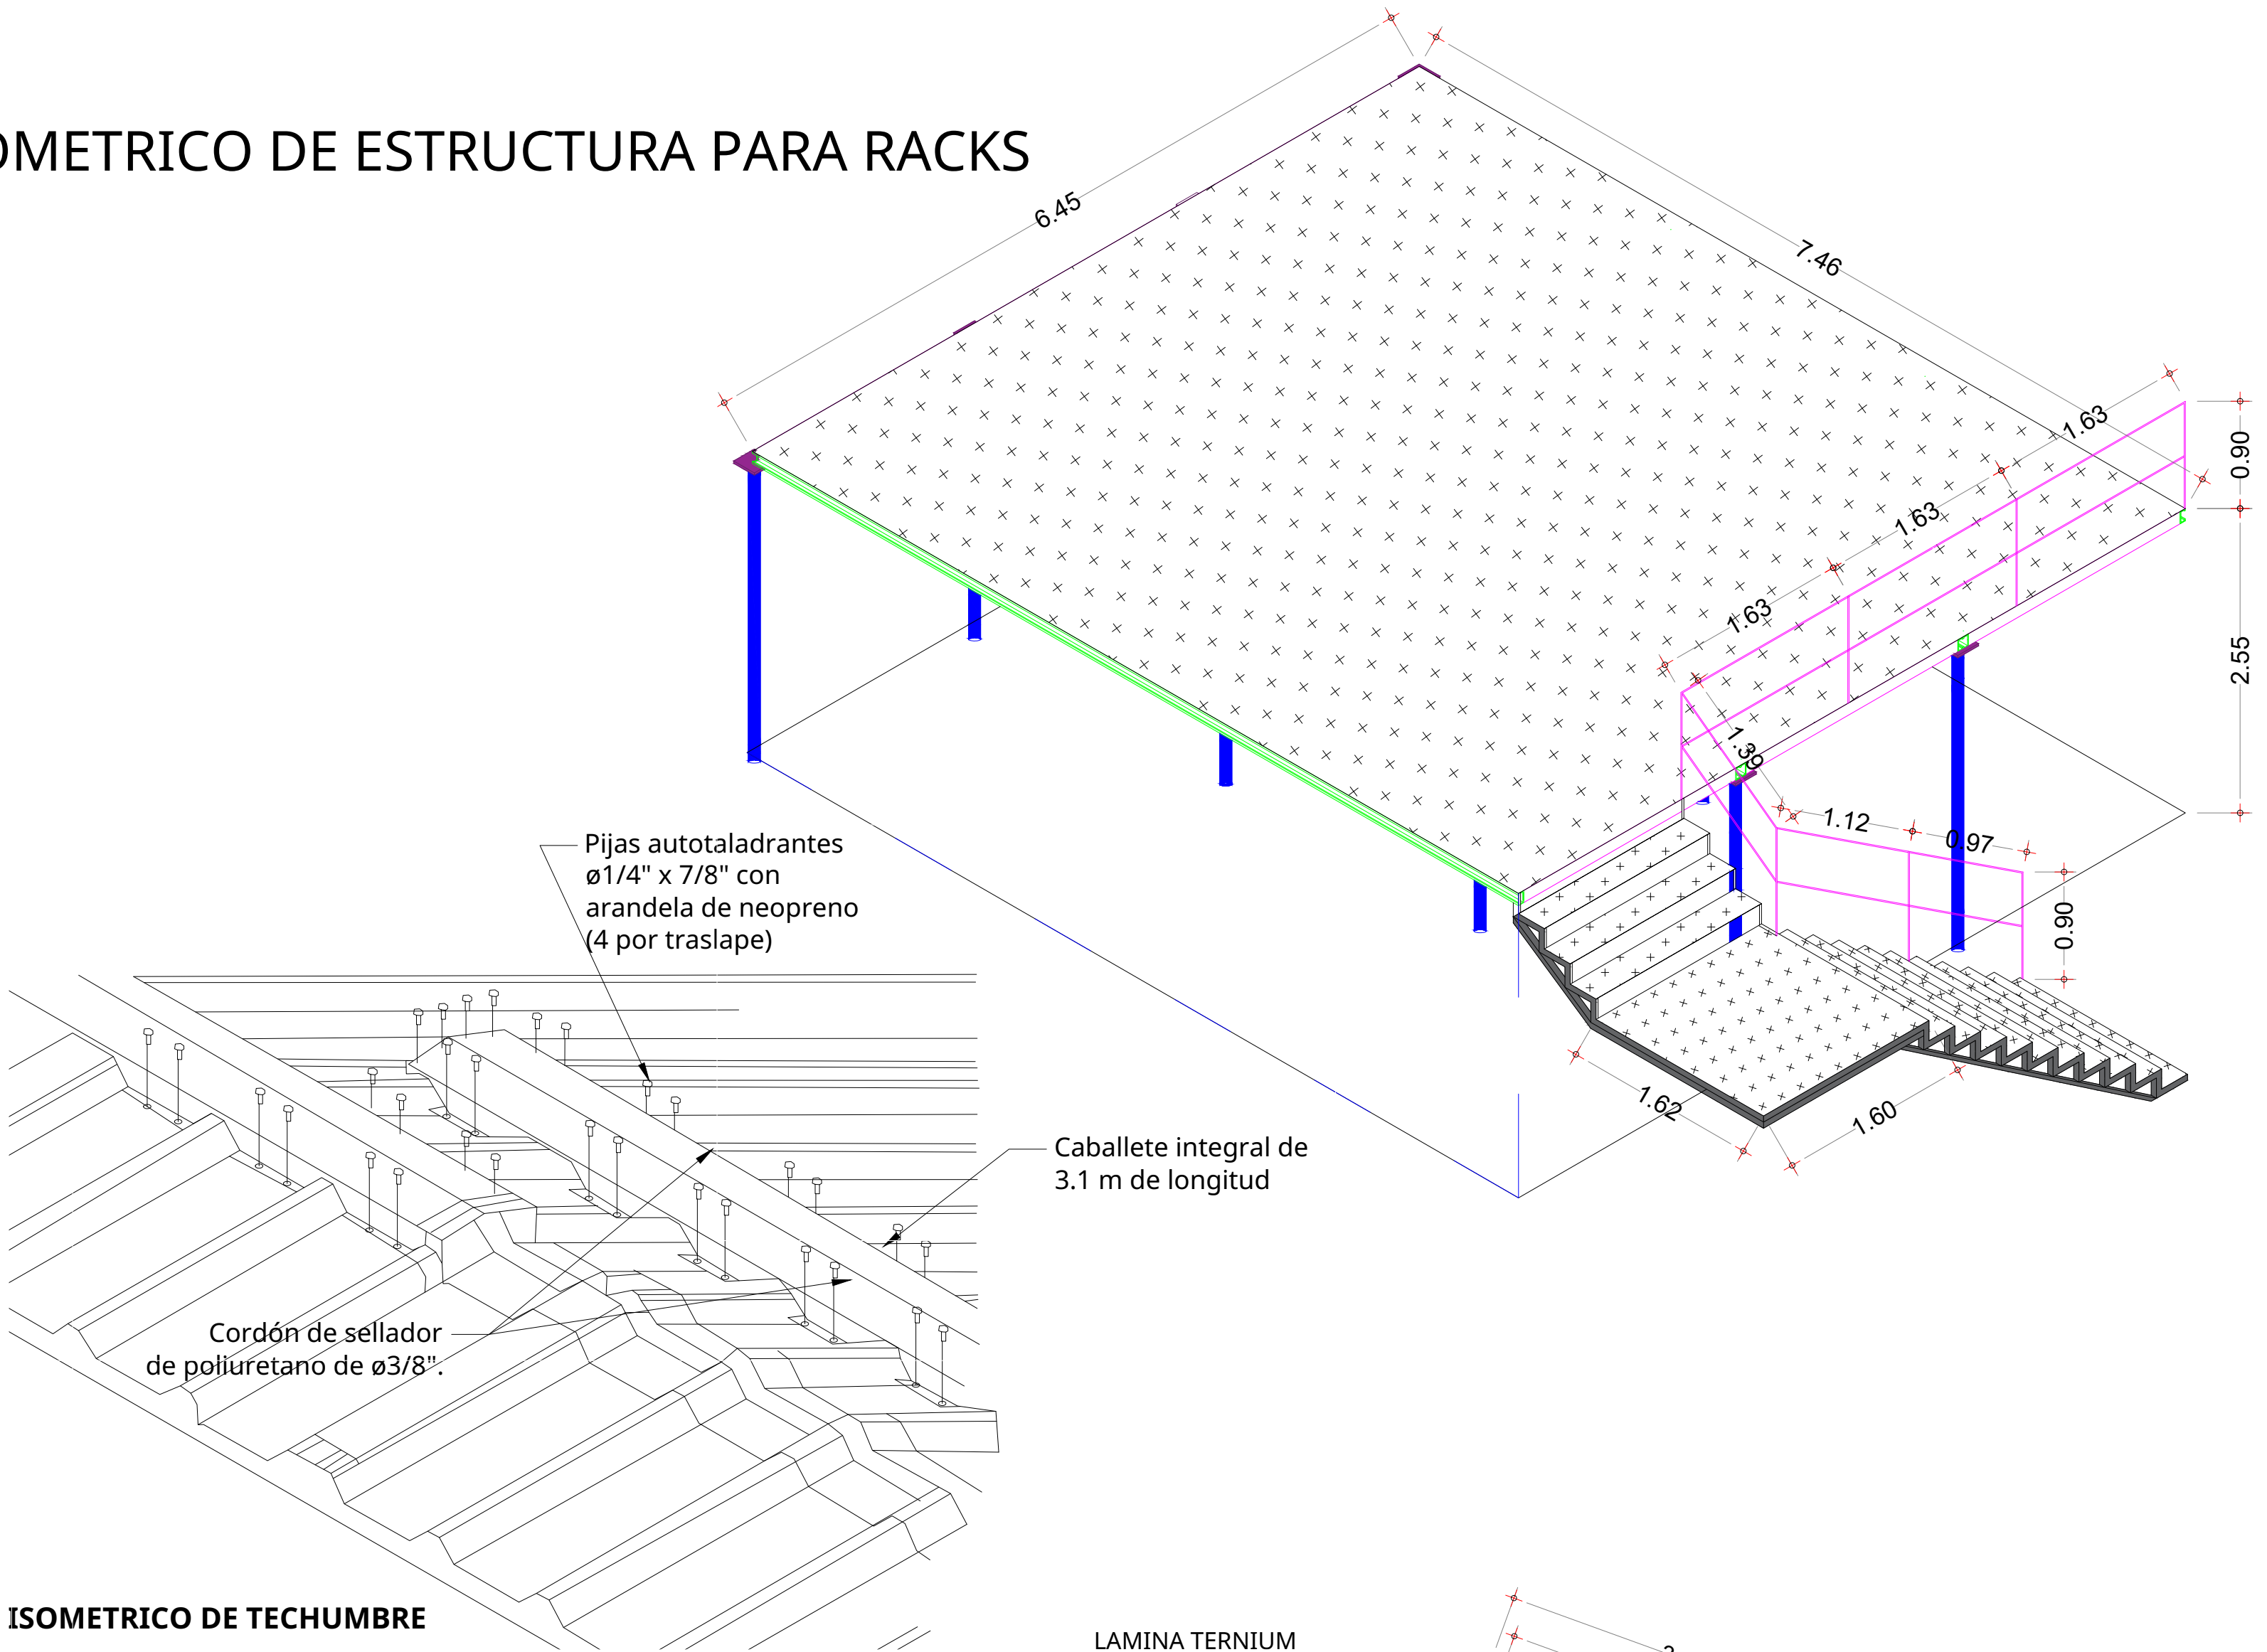 OMETRICO DE ESTRUCTURA PARA RACKS
6.45
7.46
1.63
0.90
1.63
1.63
2.55
1.39
1.12
0.97
0.90
1.62
1.60
Pijas autotaladrantes
ø1/4" x 7/8" con
arandela de neopreno
(4 por traslape)
Caballete integral de
3.1 m de longitud
Cordón de sellador
de poliuretano de ø3/8".
ISOMETRICO DE TECHUMBRE
LAMINA TERNIUM